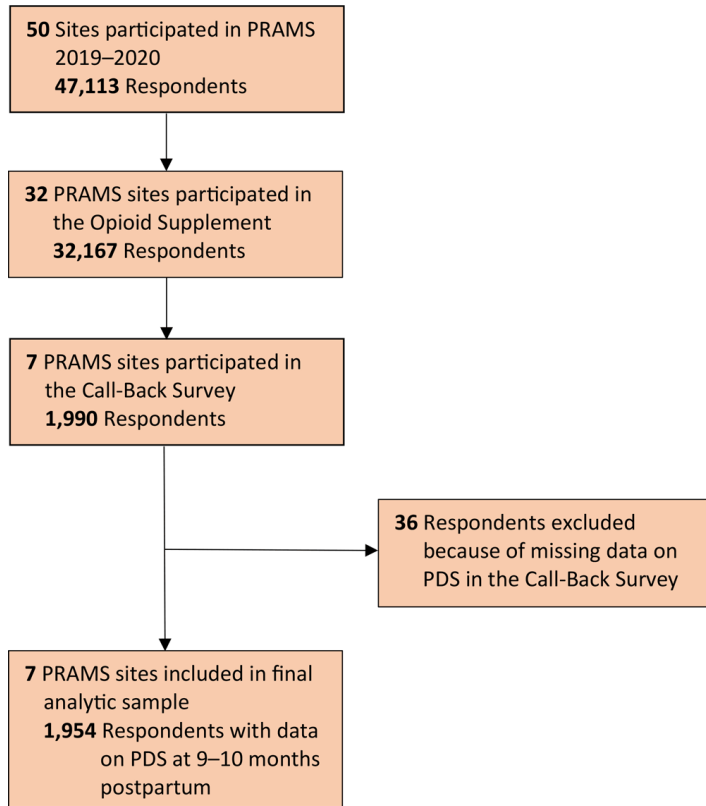 50 Sites participated in PRAMS
2019–2020
47,113 Respondents
32 PRAMS sites participated in
the Opioid Supplement
32,167 Respondents
7 PRAMS sites participated in
the Call-Back Survey
1,990 Respondents
36 Respondents excluded
because of missing data on
PDS in the Call-Back Survey
7 PRAMS sites included in final
analytic sample
1,954 Respondents with data
on PDS at 9–10 months
postpartum